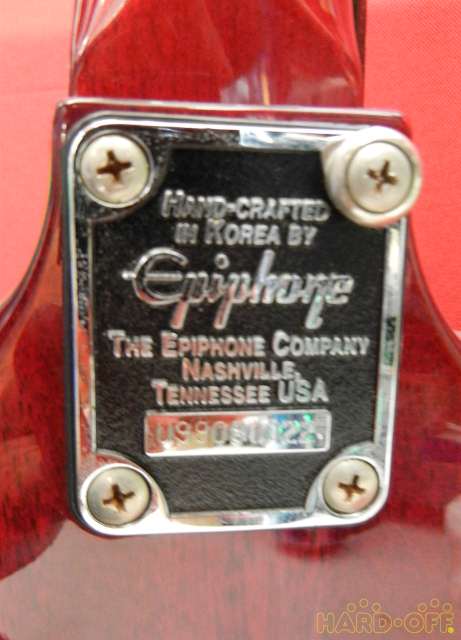 HAND-CRAFTED
IN KOREA BY
Epiphone
THE EPIPHONE COMPANY
NASHVILLE,
TENNESSEE USA
HARD-OFF